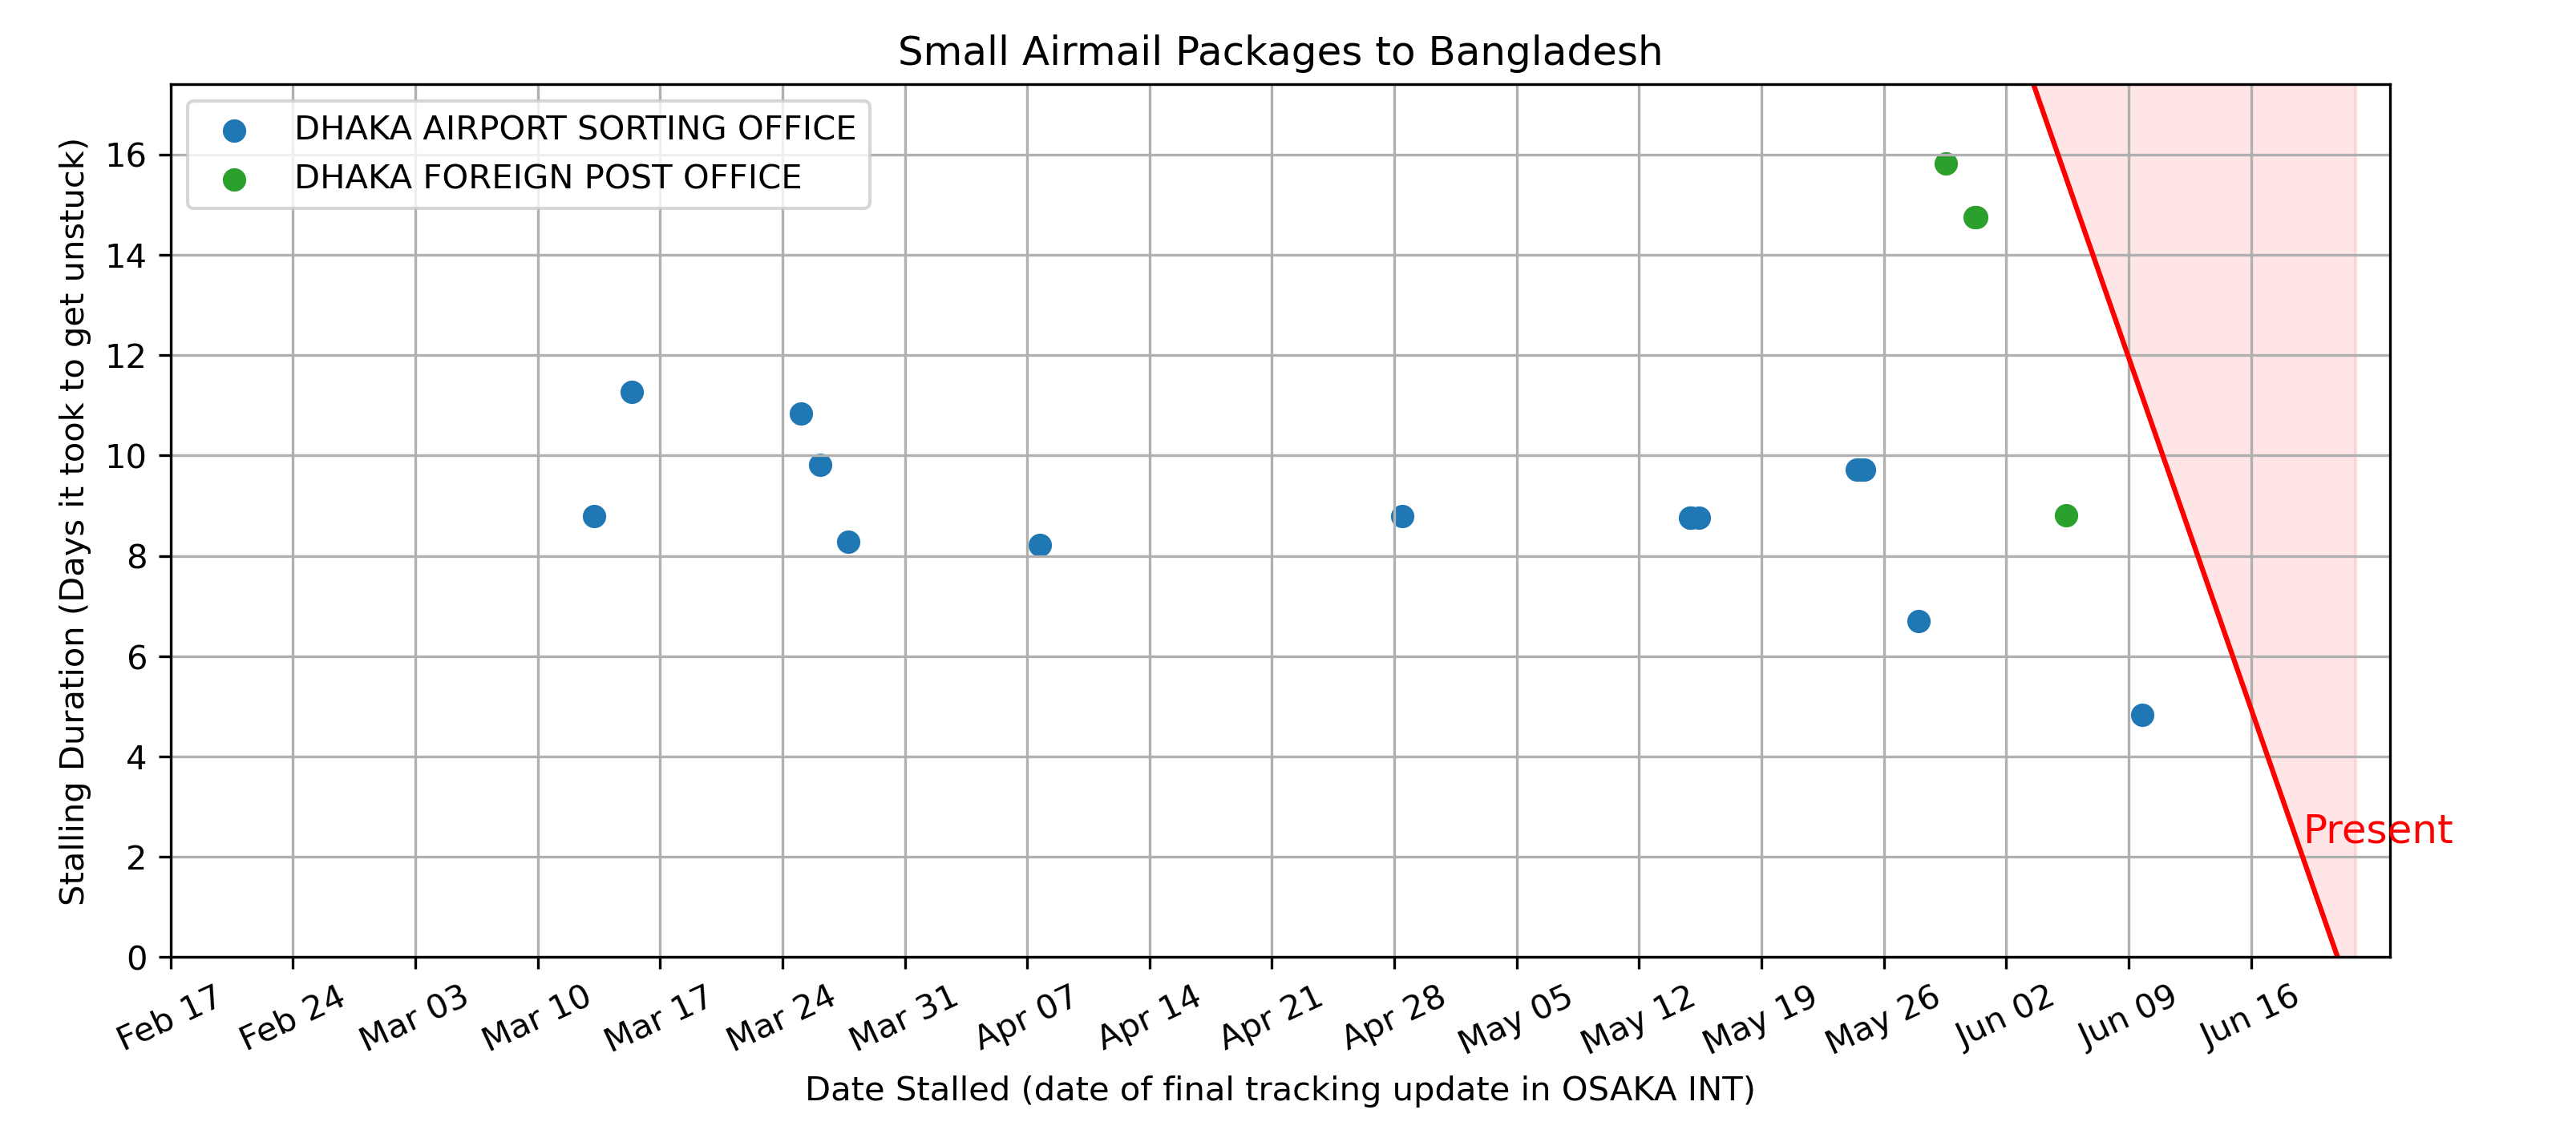 Small Airmail Packages to Bangladesh
DHAKA AIRPORT SORTING OFFICE
DHAKA FOREIGN POST OFFICE
Stalling Duration (Days it took to get unstuck)
16
14
12
10
8
6
4
2
0
Present
Feb 17
Feb 24
Mar 03
Mar 10
Mar 17
Mar 24
Mar 31
Apr 07
Apr 14
Apr 21
Apr 28
May 05
May 12
May 19
May 26
Jun 02
Jun 09
Jun 16
Date Stalled (date of final tracking update in OSAKA INT)